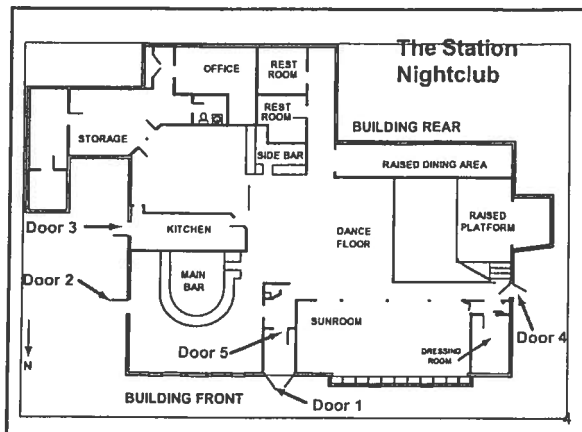 The Station
Nightclub
OFFICE
REST
ROOM
REST
ROOM
BUILDING REAR
STORAGE
SIDE BAR
RAISED DINING AREA
Door 3
KITCHEN
DANCE
FLOOR
RAISED
PLATFORM
Door 2
MAIN
BAR
SUNROOM
Door 5
Door 4
N
DRESSING
ROOM
BUILDING FRONT
Door 1
4